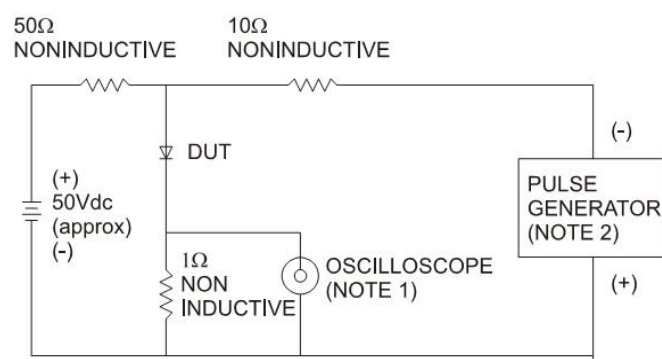 50Ω
NONINDUCTIVE
10Ω
NONINDUCTIVE
DUT
(+)
50Vdc
(approx)
(-)
1Ω
NON
INDUCTIVE
OSCILLOSCOPE
(NOTE 1)
(-)
PULSE
GENERATOR
(NOTE 2)
(+)